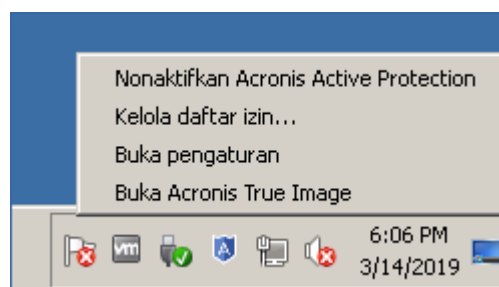 Nonaktifkan Acronis Active Protection
Kelola daftar izin...
Buka pengaturan
Buka Acronis True Image
vm
A
6:06 PM
3/14/2019